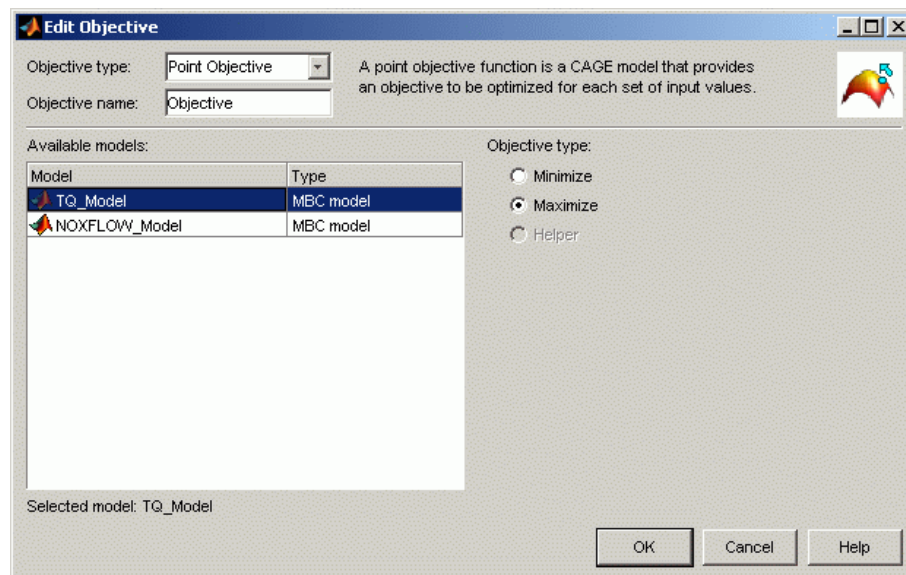 Edit Objective
Objective type: Point Objective
A point objective function is a CAGE model that provides
an objective to be optimized for each set of input values.
Objective name: Objective
Available models:
Model Type
TQ_Model MBC model
NOXFLOW_Model MBC model
Selected model: TQ_Model
Objective type:
Minimize
Maximize
Helper
OK Cancel Help